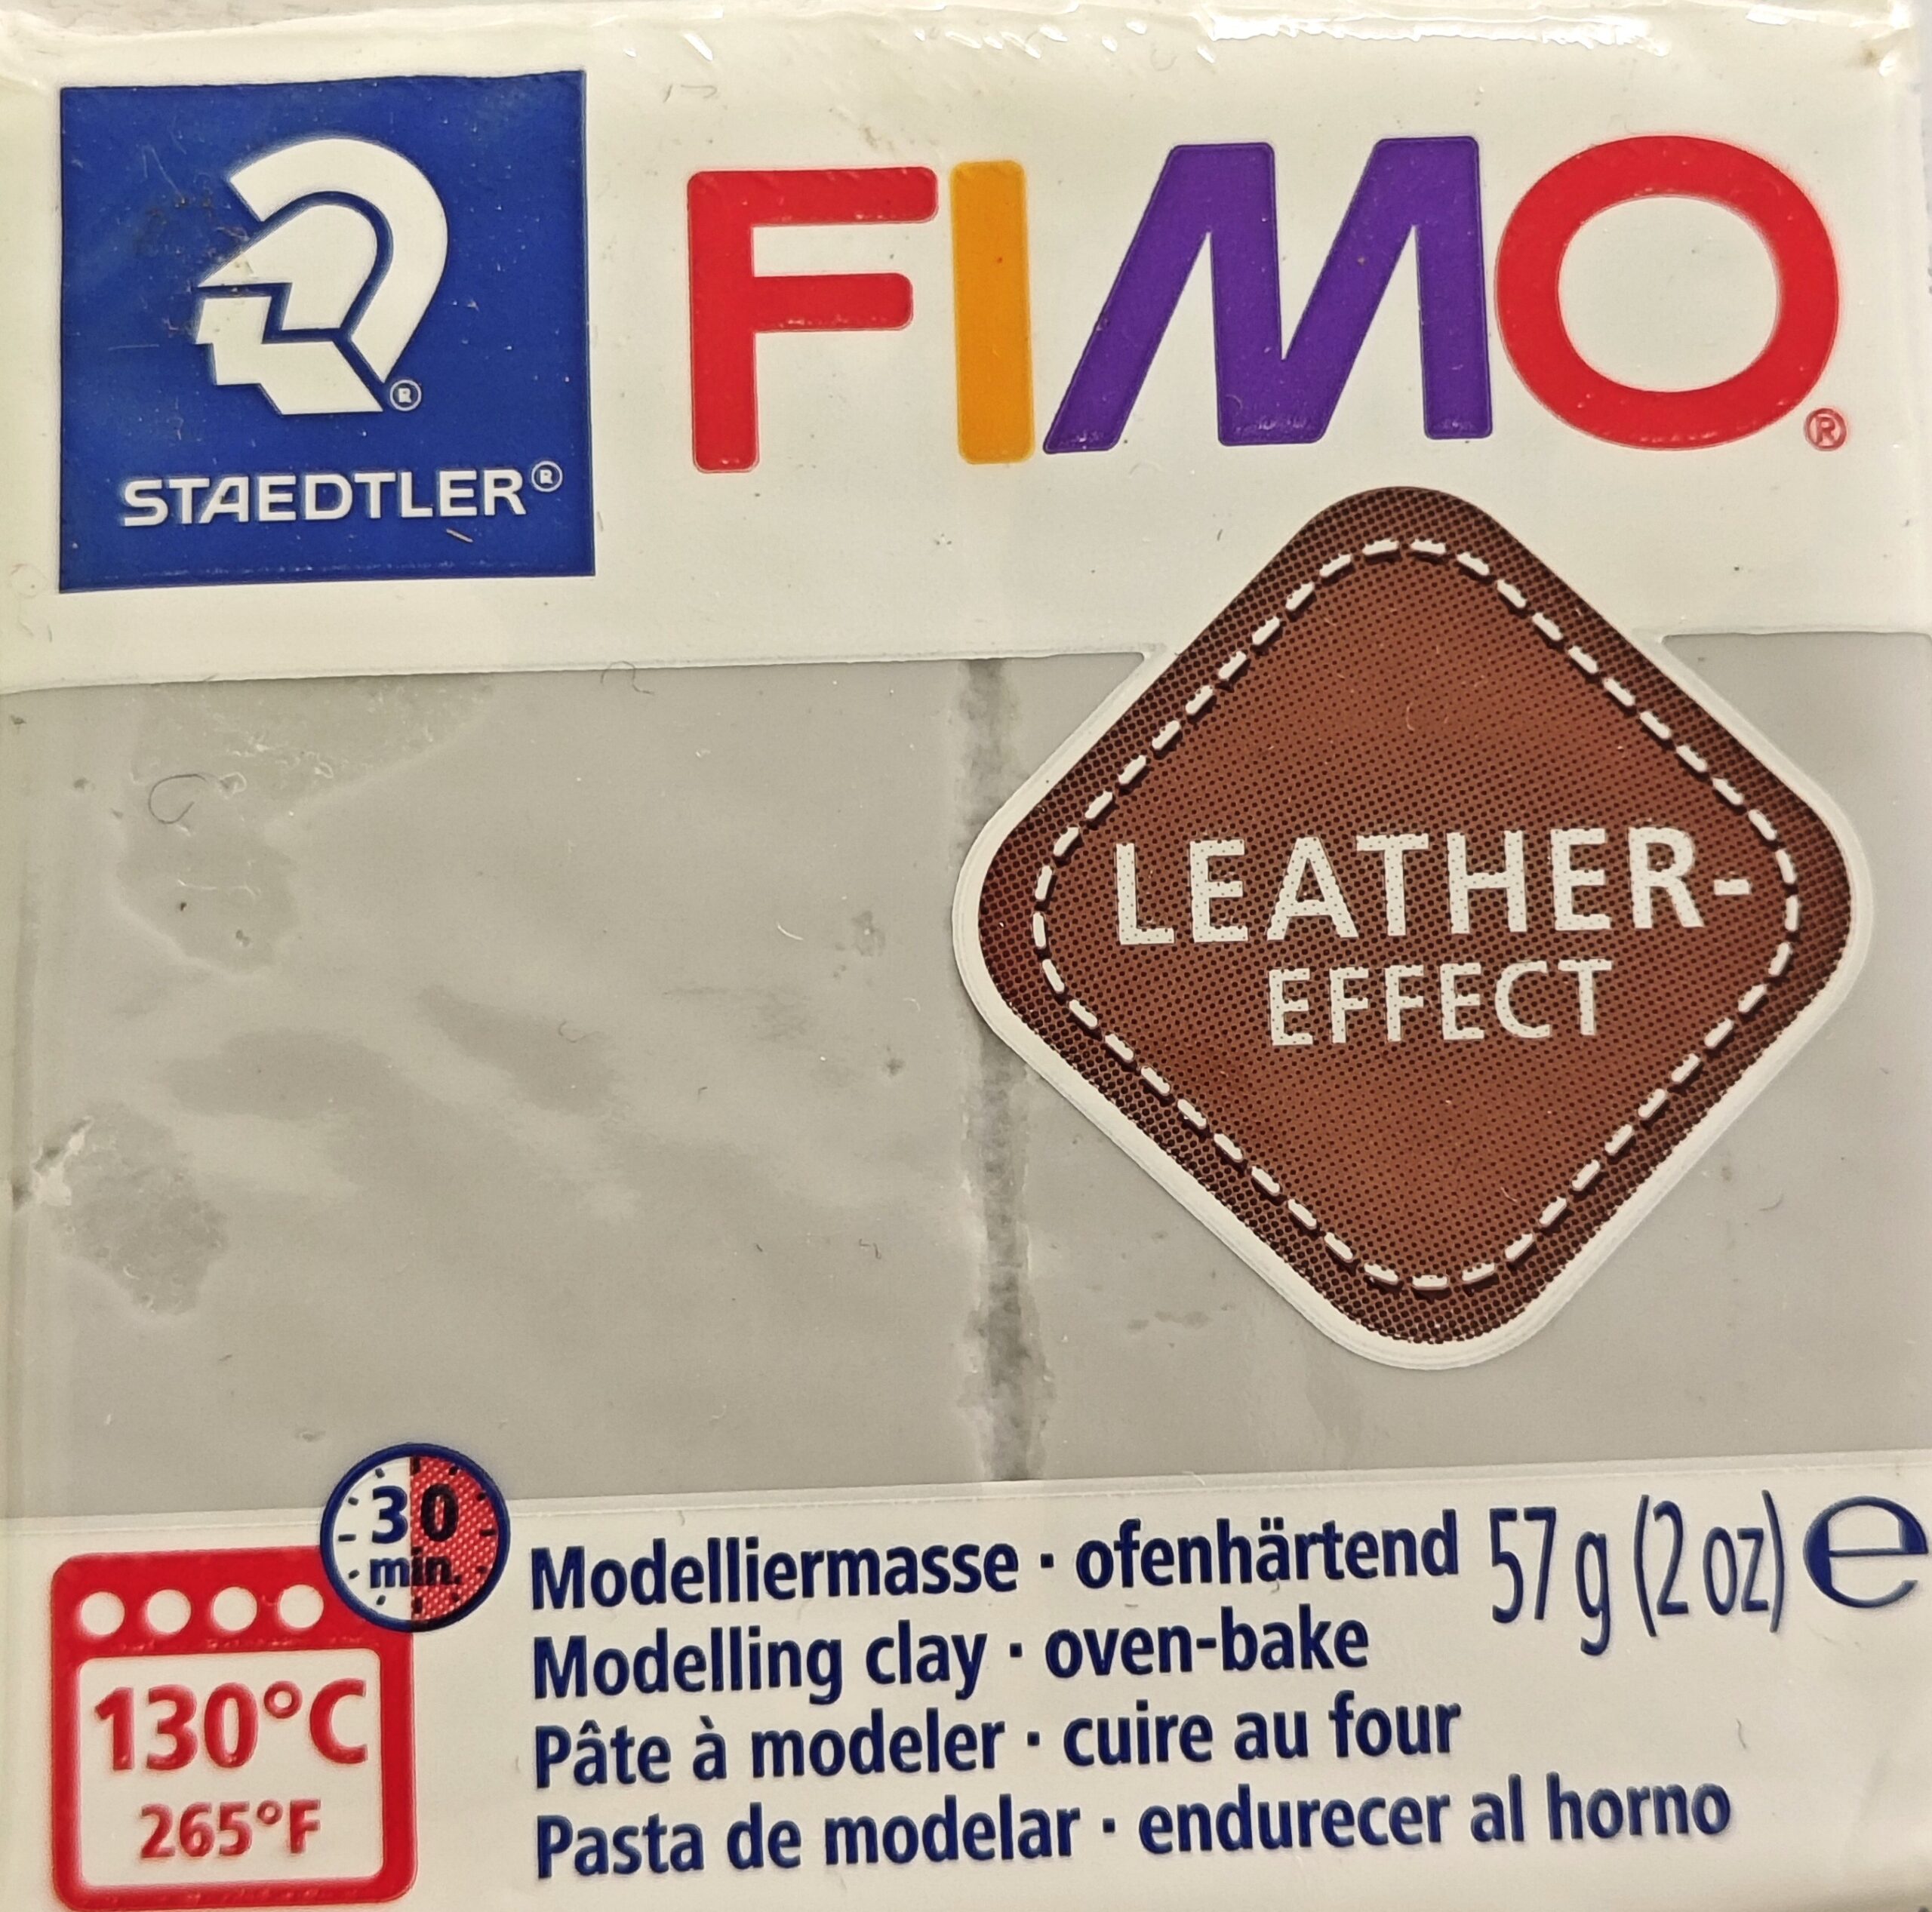 STAEDTLER®
FIMO®
LEATHER-
EFFECT
30
min.
130°C
265°F
Modelliermasse · ofenhärtend 57 g (2 oz) ℮
Modelling clay · oven-bake
Pâte à modeler · cuire au four
Pasta de modelar · endurecer al horno